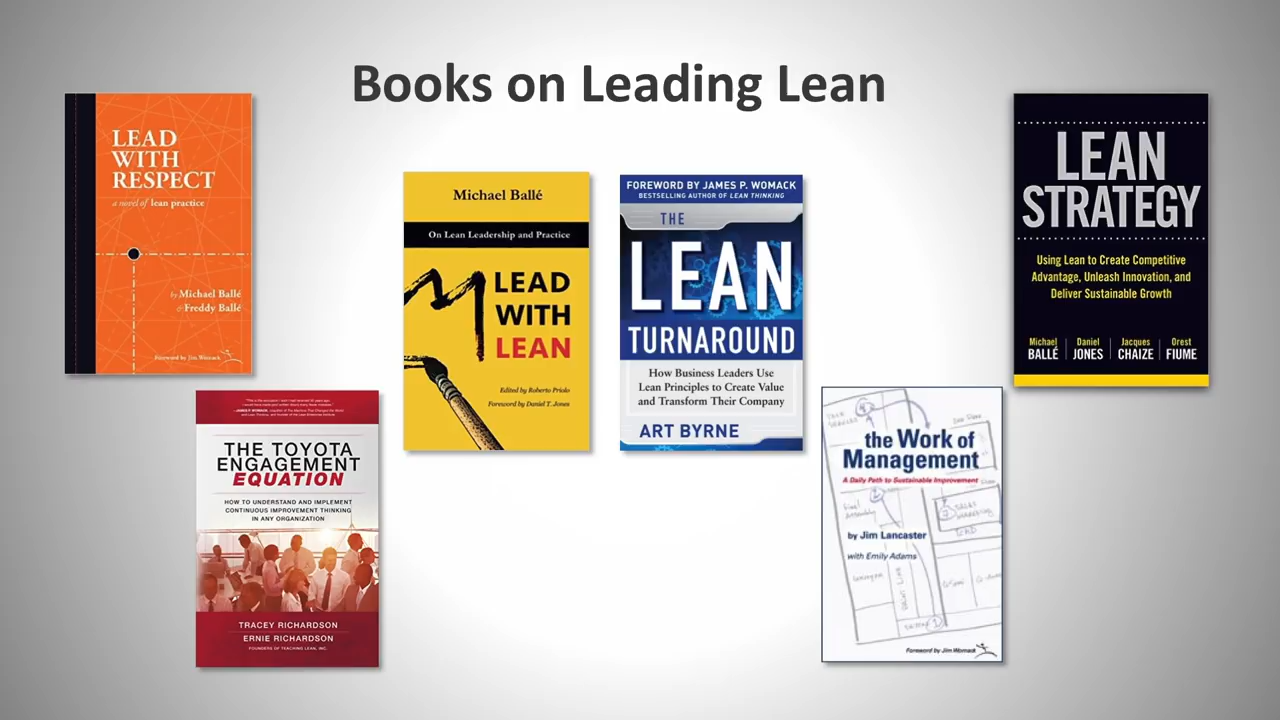 Books on Leading Lean
LEAD
WITH
RESPECT
a novel of lean practice
by Michael Ballé
& Freddy Ballé
Foreword by Jim Womack
THE TOYOTA
ENGAGEMENT
EQUATION
HOW TO UNDERSTAND AND IMPLEMENT
CONTINUOUS IMPROVEMENT THINKING
IN ANY ORGANIZATION
TRACEY RICHARDSON
ERNIE RICHARDSON
FOUNDERS OF TEACHING LEAN, INC.
Michael Ballé
On Lean Leadership and Practice
LEAD
WITH
LEAN
Edited by Roberto Priolo
Foreword by Daniel T. Jones
FOREWORD BY JAMES P. WOMACK
BESTSELLING AUTHOR OF LEAN THINKING
THE
LEAN
TURNAROUND
How Business Leaders Use
Lean Principles to Create Value
and Transform Their Company
ART BYRNE
the Work of
Management
A Daily Path to Sustainable Improvement
by Jim Lancaster
with Emily Adams
Foreword by Jim Womack
LEAN
STRATEGY
Using Lean to Create Competitive
Advantage, Unleash Innovation, and
Deliver Sustainable Growth
Michael BALLÉ | Daniel JONES | Jacques CHAIZE | Orest FIUME